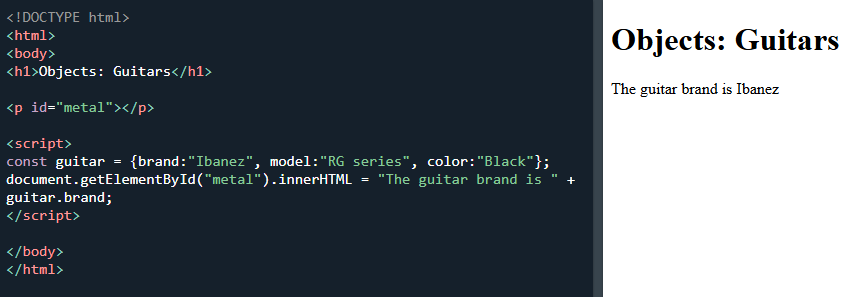 <!DOCTYPE html>
<html>
<body>
<h1>Objects: Guitars</h1>
<p id="metal"></p>
<script>
const guitar = {brand:"Ibanez", model:"RG series", color:"Black"};
document.getElementById("metal").innerHTML = "The guitar brand is " +
guitar.brand;
</script>
</body>
</html>
Objects: Guitars
The guitar brand is Ibanez